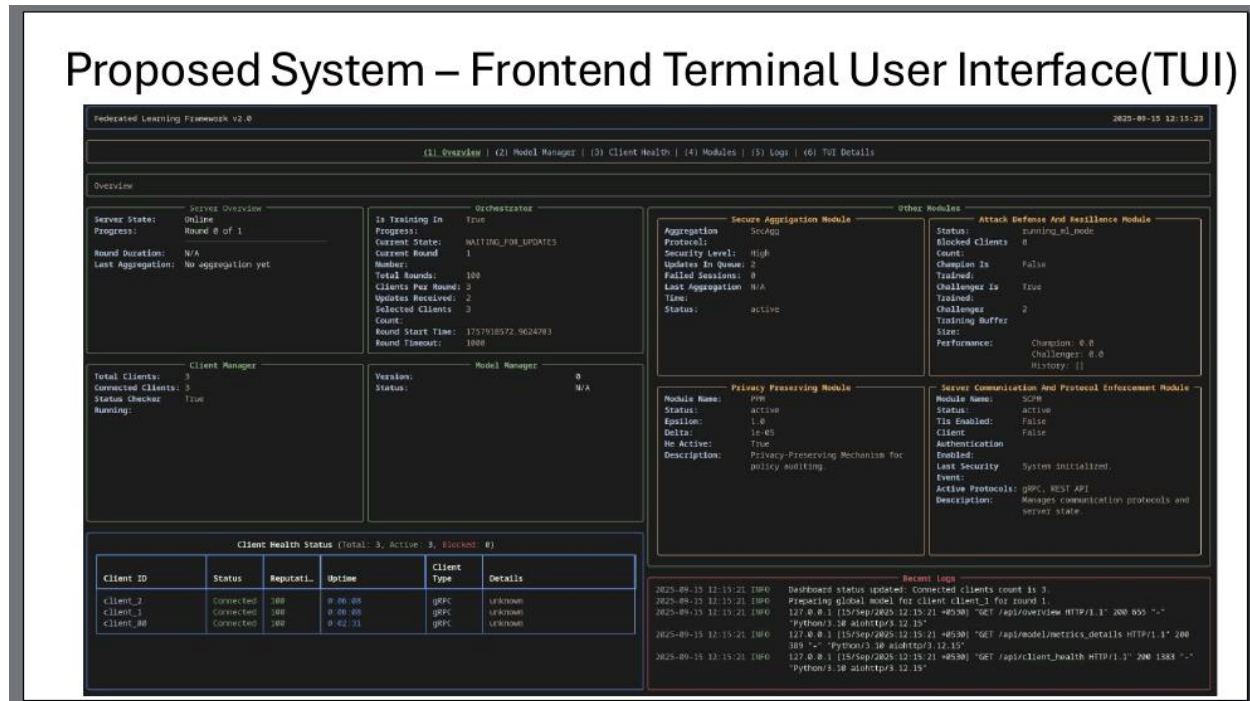 Proposed System – Frontend Terminal User Interface(TUI)
Federated Learning Framework v2.0 2025-09-15 12:15:23
(1) Overview | (2) Model Manager | (3) Client Health | (4) Modules | (5) Logs | (6) TUI Details
Overview
Server Overview
Server State: Online
Progress: Round 0 of 1
Round Duration: N/A
Last Aggregation: No aggregation yet
Orchestrator
Is Training In True
Progress:
Current State: WAITING_FOR_UPDATES
Current Round 1
Number:
Total Rounds: 100
Clients Per Round: 3
Updates Received: 2
Selected Clients 3
Count:
Round Start Time: 1757918572.9624703
Round Timeout: 1000
Client Manager
Total Clients: 3
Connected Clients: 3
Status Checker True
Running:
Model Manager
Version: 0
Status: N/A
Other Modules
Secure Aggrigation Module
Aggregation SecAgg
Protocol:
Security Level: High
Updates In Queue: 2
Failed Sessions: 0
Last Aggregation N/A
Time:
Status: active
Attack Defense And Resillence Module
Status: running_ml_mode
Blocked Clients 0
Count:
Champion Is False
Trained:
Challenger Is True
Trained:
Challenger 2
Training Buffer
Size:
Performance: Champion: 0.0
Challenger: 0.0
History: []
Privacy Preserving Module
Module Name: PPM
Status: active
Epsilon: 1.0
Delta: 1e-05
He Active: True
Description: Privacy-Preserving Mechanism for
policy auditing.
Server Communication And Protocol Enforcement Module
Module Name: SCPM
Status: active
Tls Enabled: False
Client False
Authentication
Enabled:
Last Security System initialized.
Event:
Active Protocols: gRPC, REST API
Description: Manages communication protocols and
server state.
Client Health Status (Total: 3, Active: 3, Blocked: 0)
Client ID Status Reputati… Uptime Client Type Details
client_2 Connected 100 0:06:08 gRPC unknown
client_1 Connected 100 0:06:08 gRPC unknown
client_80 Connected 100 0:02:31 gRPC unknown
Recent Logs
2025-09-15 12:15:21 INFO Dashboard status updated: Connected clients count is 3.
2025-09-15 12:15:21 INFO Preparing global model for client client_1 for round 1.
2025-09-15 12:15:21 INFO 127.0.0.1 [15/Sep/2025:12:15:21 +0530] "GET /api/overview HTTP/1.1" 200 655 "-"
"Python/3.10 aiohttp/3.12.15"
2025-09-15 12:15:21 INFO 127.0.0.1 [15/Sep/2025:12:15:21 +0530] "GET /api/model/metrics_details HTTP/1.1" 200
389 "-" "Python/3.10 aiohttp/3.12.15"
2025-09-15 12:15:21 INFO 127.0.0.1 [15/Sep/2025:12:15:21 +0530] "GET /api/client_health HTTP/1.1" 200 1383 "-"
"Python/3.10 aiohttp/3.12.15"